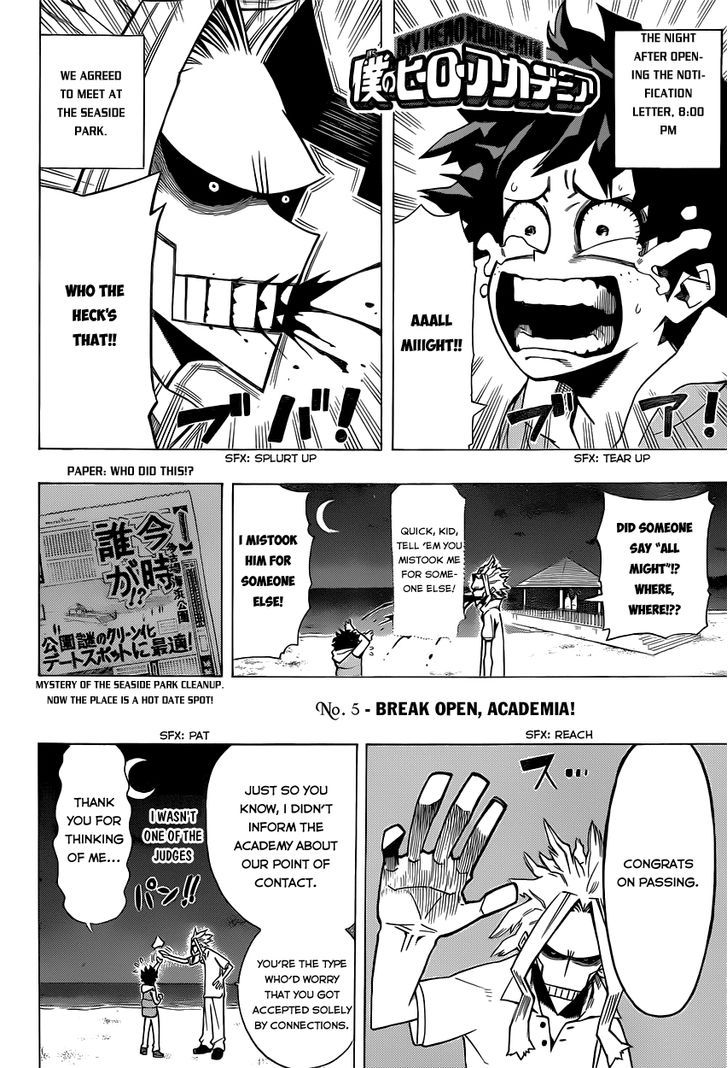 THE NIGHT
AFTER OPEN-
ING THE NOTI-
FICATION
LETTER, 8:00
PM
MY HERO ACADEMIA
僕のヒーローアカデミア
AAALL
MIIIGHT!!
ブァ!
SFX: TEAR UP
WE AGREED
TO MEET AT
THE SEASIDE
PARK.
WHO THE
HECK'S
THAT!!
ブバ!
SFX: SPLURT UP
DID SOMEONE
SAY "ALL
MIGHT"!?
WHERE,
WHERE!??
QUICK, KID,
TELL 'EM YOU
MISTOOK ME
FOR SOME-
ONE ELSE!
I MISTOOK
HIM FOR
SOMEONE
ELSE!
PAPER: WHO DID THIS!?
今時
誰が!?
公園謎のクリーン化
デートスポットに最適!
MYSTERY OF THE SEASIDE PARK CLEANUP.
NOW THE PLACE IS A HOT DATE SPOT!
No. 5 - BREAK OPEN, ACADEMIA!
SFX: REACH
ス...
CONGRATS
ON PASSING.
SFX: PAT
JUST SO YOU
KNOW, I DIDN'T
INFORM THE
ACADEMY ABOUT
OUR POINT OF
CONTACT.
YOU'RE THE TYPE
WHO'D WORRY
THAT YOU GOT
ACCEPTED SOLELY
BY CONNECTIONS.
I WASN'T
ONE OF THE
JUDGES
パン!!
THANK
YOU FOR
THINKING
OF ME...